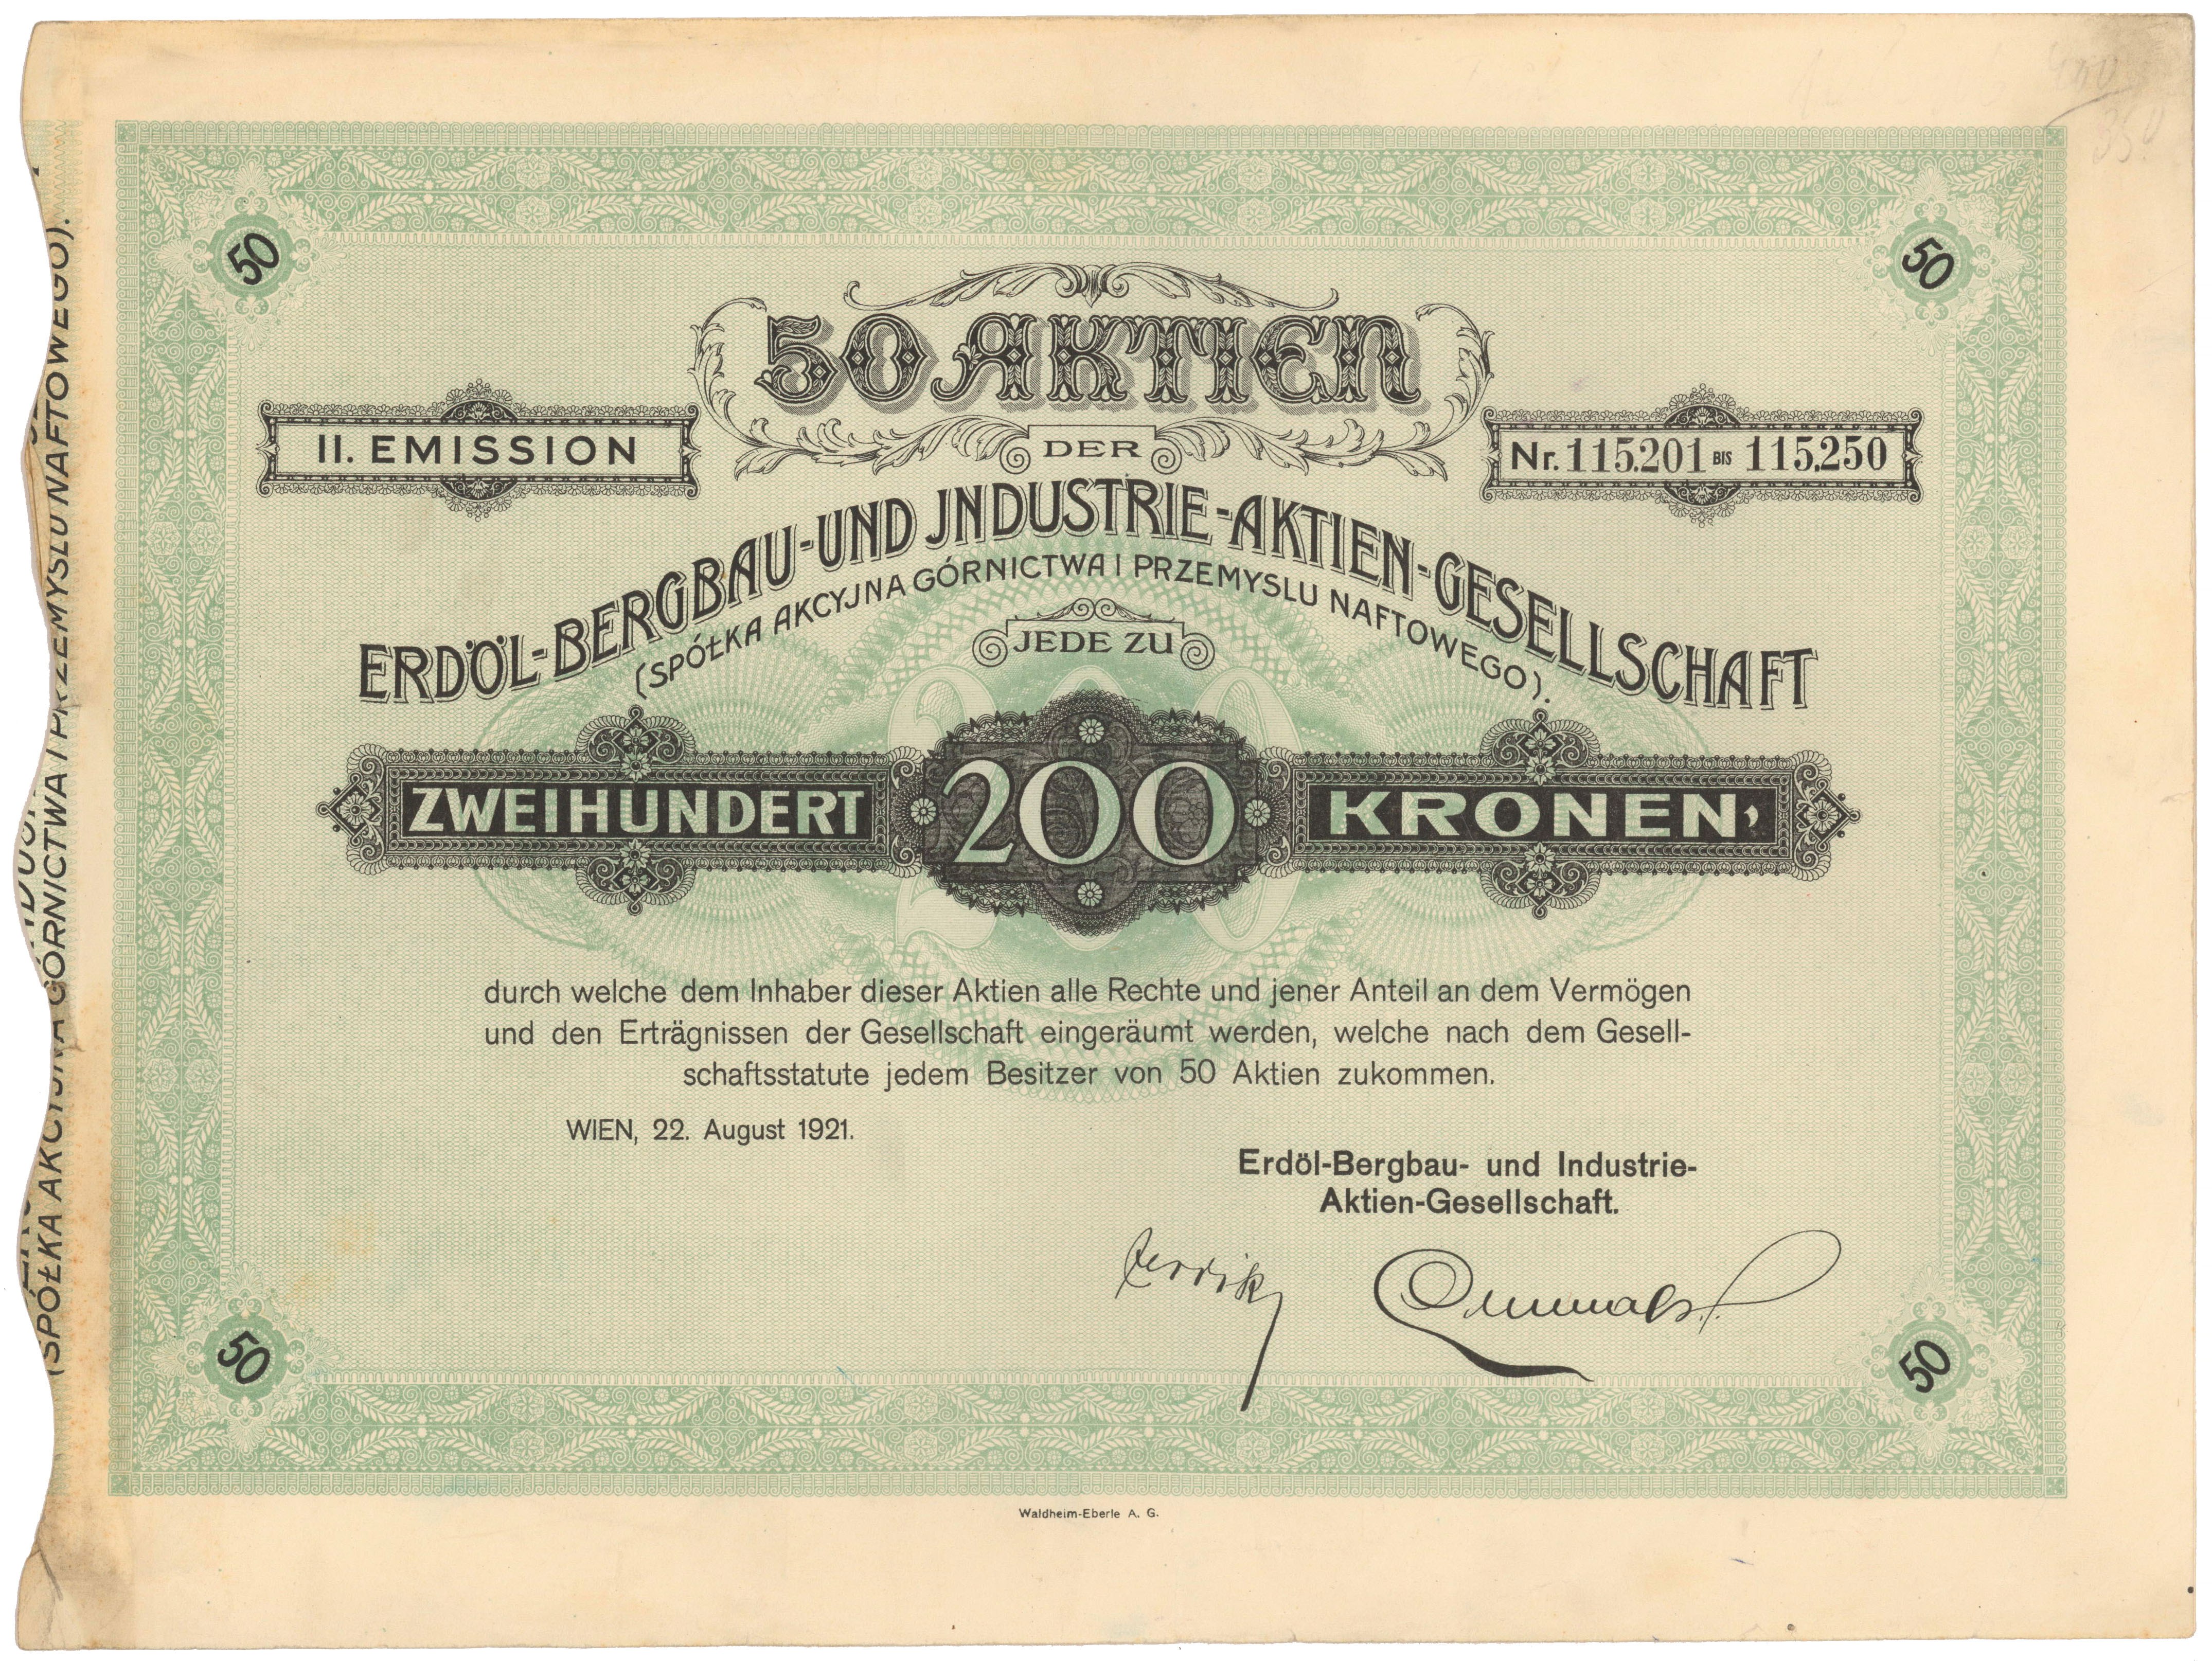 50
50
50 AKTIEN
DER
II. EMISSION
Nr. 115.201 BIS 115.250
ERDÖL-BERGBAU-UND JNDUSTRIE-AKTIEN-GESELLSCHAFT
(SPÓŁKA AKCYJNA GÓRNICTWA I PRZEMYSLU NAFTOWEGO).
JEDE ZU
ZWEIHUNDERT 200 KRONEN,
durch welche dem Inhaber dieser Aktien alle Rechte und jener Anteil an dem Vermögen
und den Erträgnissen der Gesellschaft eingeräumt werden, welche nach dem Gesell-
schaftsstatute jedem Besitzer von 50 Aktien zukommen.
WIEN, 22. August 1921.
Erdöl-Bergbau- und Industrie-
Aktien-Gesellschaft.
50
50
Waldheim-Eberle A. G.
(SPÓŁKA AKCYJNA GÓRNICTWA I PRZEMYSLU NAFTOWEGO).
350